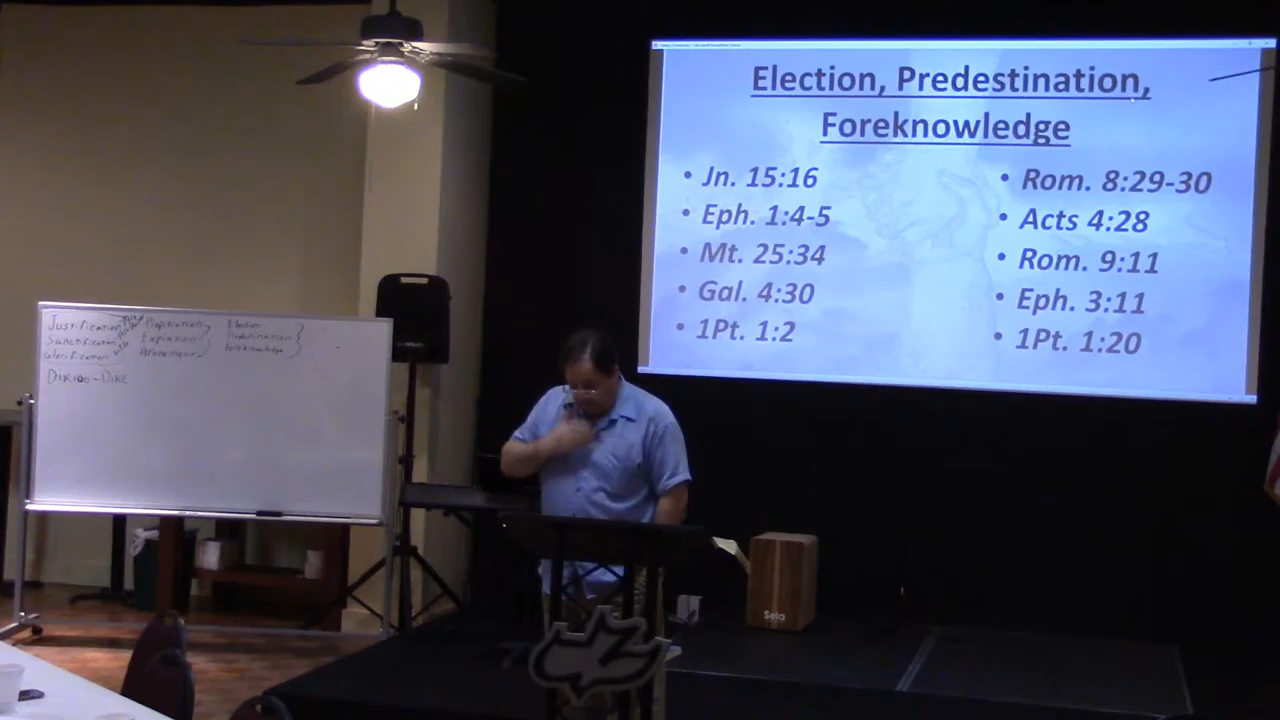 Election, Predestination,
Foreknowledge
• Jn. 15:16
• Eph. 1:4-5
• Mt. 25:34
• Gal. 4:30
• 1Pt. 1:2
• Rom. 8:29-30
• Acts 4:28
• Rom. 9:11
• Eph. 3:11
• 1Pt. 1:20
Justification
Sanctification
Glorification
Propitiation
Expiation
Atonement
Election
Predestination
Foreknowledge
Dikaios - Dike
Sela